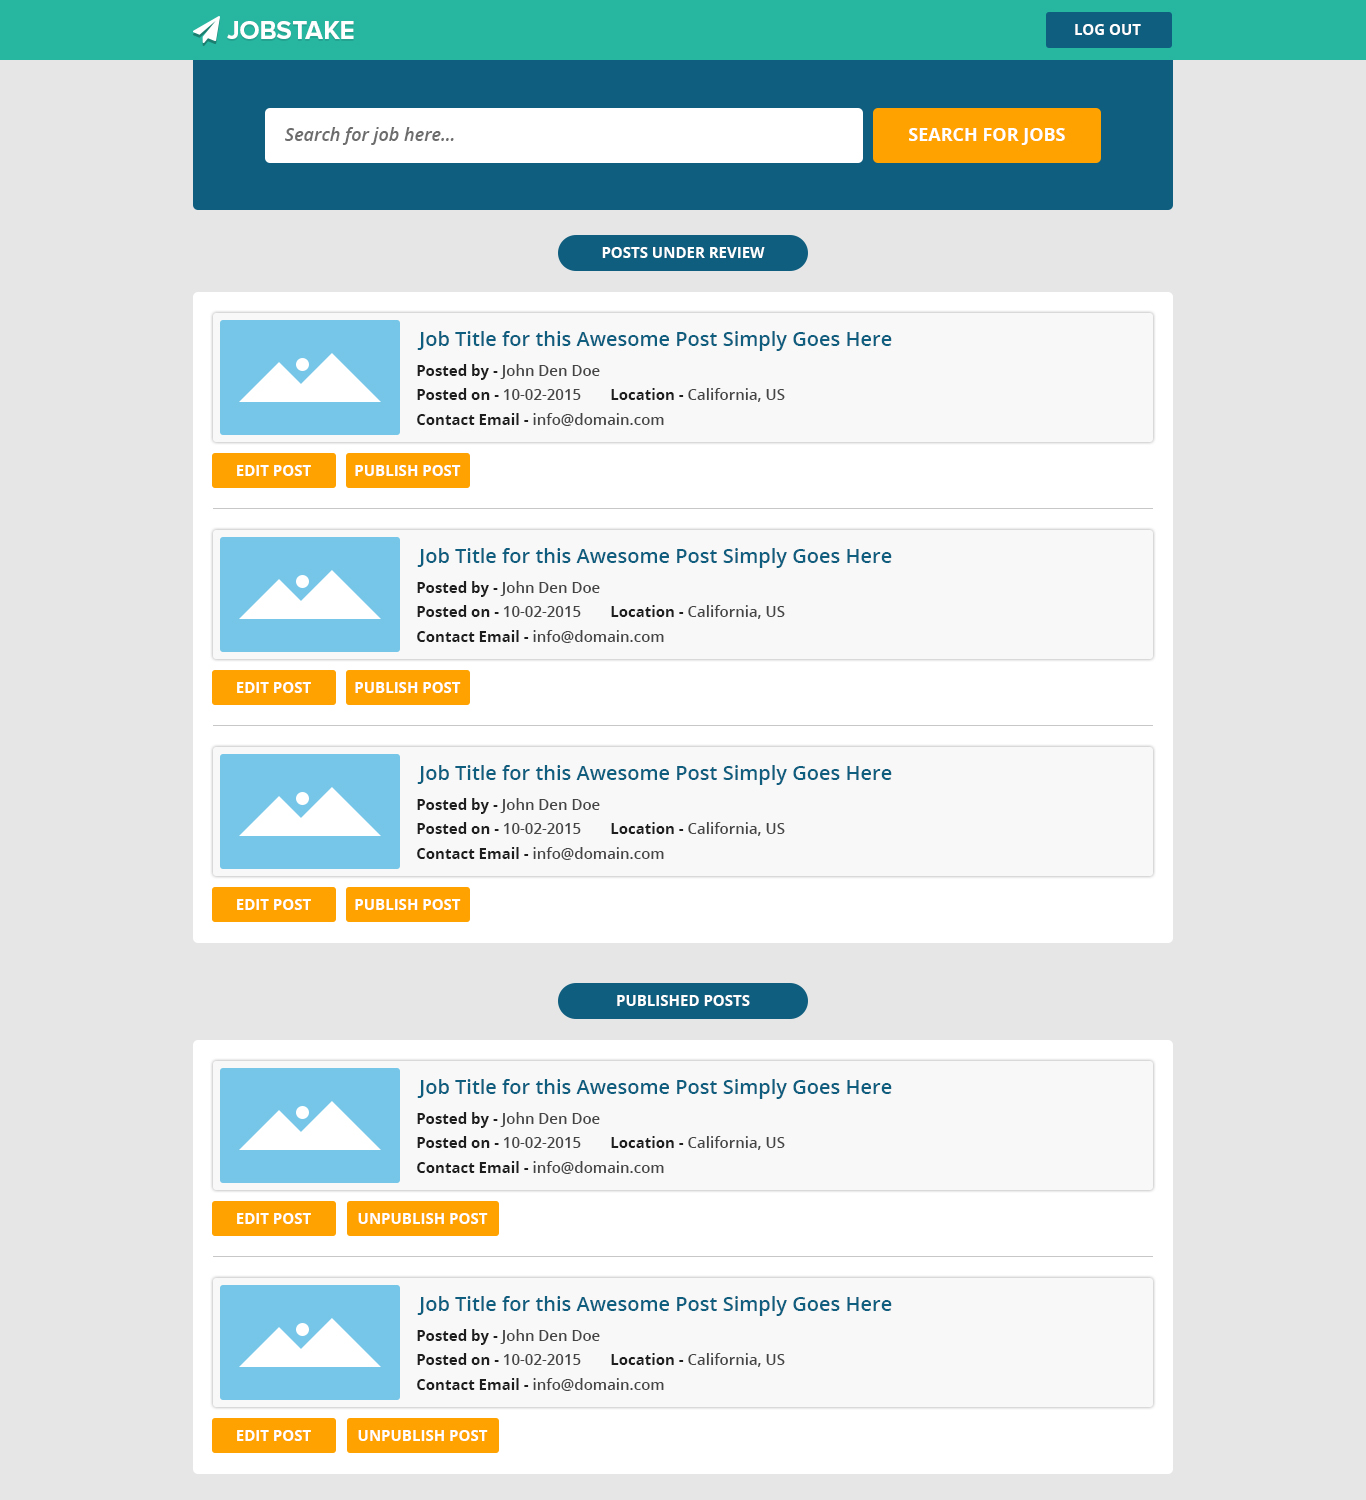 JOBSTAKE
LOG OUT
Search for job here...
SEARCH FOR JOBS
POSTS UNDER REVIEW
Job Title for this Awesome Post Simply Goes Here
Posted by - John Den Doe
Posted on - 10-02-2015 Location - California, US
Contact Email - info@domain.com
EDIT POST PUBLISH POST
Job Title for this Awesome Post Simply Goes Here
Posted by - John Den Doe
Posted on - 10-02-2015 Location - California, US
Contact Email - info@domain.com
EDIT POST PUBLISH POST
Job Title for this Awesome Post Simply Goes Here
Posted by - John Den Doe
Posted on - 10-02-2015 Location - California, US
Contact Email - info@domain.com
EDIT POST PUBLISH POST
PUBLISHED POSTS
Job Title for this Awesome Post Simply Goes Here
Posted by - John Den Doe
Posted on - 10-02-2015 Location - California, US
Contact Email - info@domain.com
EDIT POST UNPUBLISH POST
Job Title for this Awesome Post Simply Goes Here
Posted by - John Den Doe
Posted on - 10-02-2015 Location - California, US
Contact Email - info@domain.com
EDIT POST UNPUBLISH POST